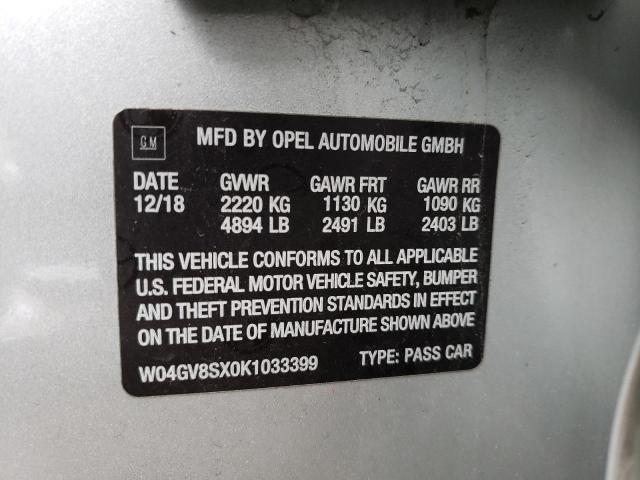 GM MFD BY OPEL AUTOMOBILE GMBH
DATE GVWR GAWR FRT GAWR RR
12/18 2220 KG 1130 KG 1090 KG
4894 LB 2491 LB 2403 LB
THIS VEHICLE CONFORMS TO ALL APPLICABLE
U.S. FEDERAL MOTOR VEHICLE SAFETY, BUMPER
AND THEFT PREVENTION STANDARDS IN EFFECT
ON THE DATE OF MANUFACTURE SHOWN ABOVE
W04GV8SX0K1033399 TYPE: PASS CAR